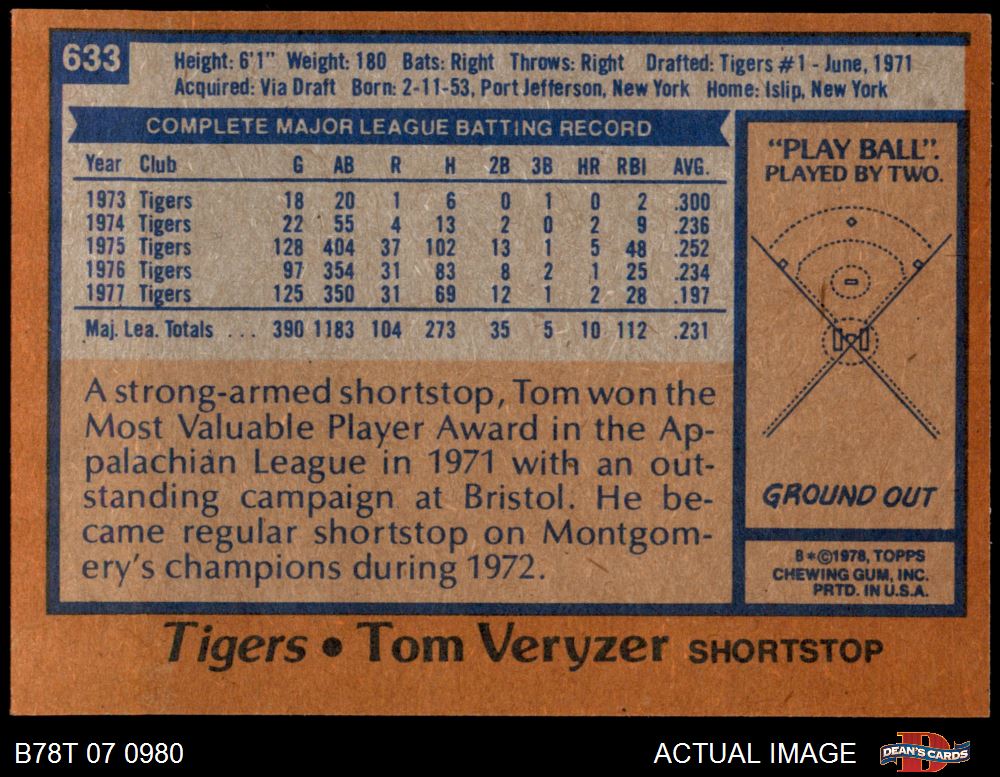 633
Height: 6'1" Weight: 180 Bats: Right Throws: Right Drafted: Tigers #1 - June, 1971
Acquired: Via Draft Born: 2-11-53, Port Jefferson, New York Home: Islip, New York
COMPLETE MAJOR LEAGUE BATTING RECORD
Year Club G AB R H 2B 3B HR RBI AVG.
1973 Tigers 18 20 1 6 0 1 0 2 .300
1974 Tigers 22 55 4 13 2 0 2 9 .236
1975 Tigers 128 404 37 102 13 1 5 48 .252
1976 Tigers 97 354 31 83 8 2 1 25 .234
1977 Tigers 125 350 31 69 12 1 2 28 .197
Maj. Lea. Totals ... 390 1183 104 273 35 5 10 112 .231
A strong-armed shortstop, Tom won the
Most Valuable Player Award in the Ap-
palachian League in 1971 with an out-
standing campaign at Bristol. He be-
came regular shortstop on Montgom-
ery's champions during 1972.
"PLAY BALL".
PLAYED BY TWO.
GROUND OUT
B*©1978, TOPPS
CHEWING GUM, INC.
PRTD. IN U.S.A.
Tigers • Tom Veryzer SHORTSTOP
B78T 07 0980
ACTUAL IMAGE
DEAN'S CARDS